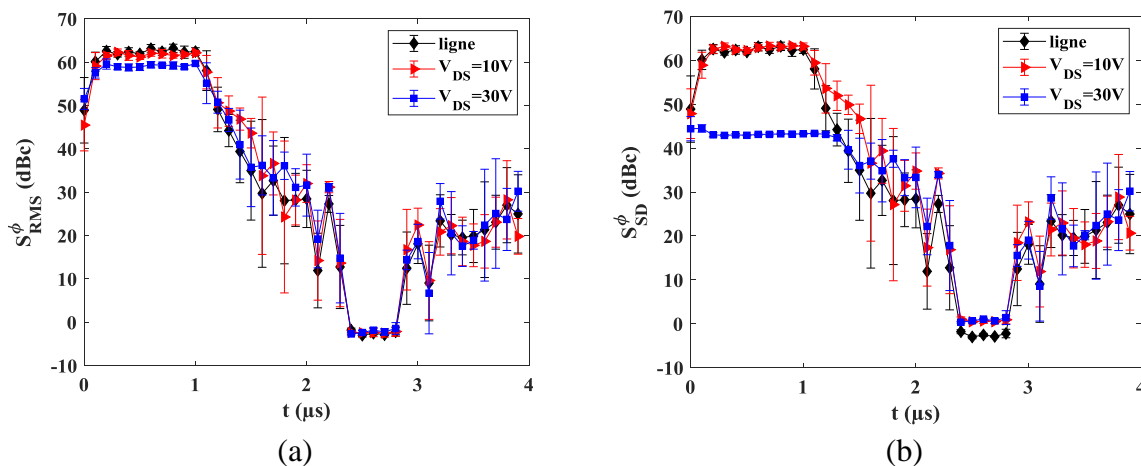 70
60
50
40
30
20
10
0
-10
S^ϕ_RMS (dBc)
ligne
V_DS=10V
V_DS=30V
0 1 2 3 4
t (µs)
(a)
70
60
50
40
30
20
10
0
-10
S^ϕ_SD (dBc)
ligne
V_DS=10V
V_DS=30V
0 1 2 3 4
t (µs)
(b)